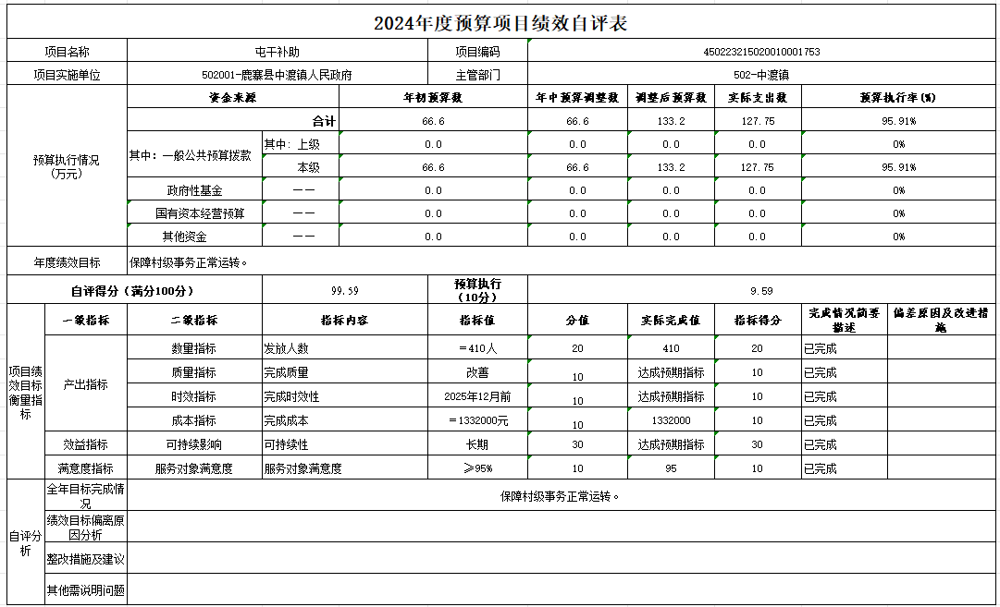 2024年度预算项目绩效自评表
项目名称 屯干补助 项目编码 450223215020010001753
项目实施单位 502001-鹿寨县中渡镇人民政府 主管部门 502-中渡镇
预算执行情况
（万元）
资金来源 年初预算数 年中预算调整数 调整后预算数 实际支出数 预算执行率(%)
合计 66.6 66.6 133.2 127.75 95.91%
其中：一般公共预算拨款 其中：上级 0.0 0.0 0.0 0.0 0%
本级 66.6 66.6 133.2 127.75 95.91%
政府性基金 —— 0.0 0.0 0.0 0.0 0%
国有资本经营预算 —— 0.0 0.0 0.0 0.0 0%
其他资金 —— 0.0 0.0 0.0 0.0 0%
年度绩效目标 保障村级事务正常运转。
自评得分（满分100分） 99.59 预算执行
（10分） 9.59
项目绩
效目标
衡量指
标
一级指标 二级指标 指标内容 指标值 分值 实际完成值 指标得分 完成情况简要
描述 偏差原因及改进措
施
产出指标 数量指标 发放人数 ＝410人 20 410 20 已完成
质量指标 完成质量 改善 10 达成预期指标 10 已完成
时效指标 完成时效性 2025年12月前 10 达成预期指标 10 已完成
成本指标 完成成本 ＝1332000元 10 1332000 10 已完成
效益指标 可持续影响 可持续性 长期 30 达成预期指标 30 已完成
满意度指标 服务对象满意度 服务对象满意度 ≥95% 10 95 10 已完成
自评分
析
全年目标完成情
况 保障村级事务正常运转。
绩效目标偏离原
因分析
整改措施及建议
其他需说明问题